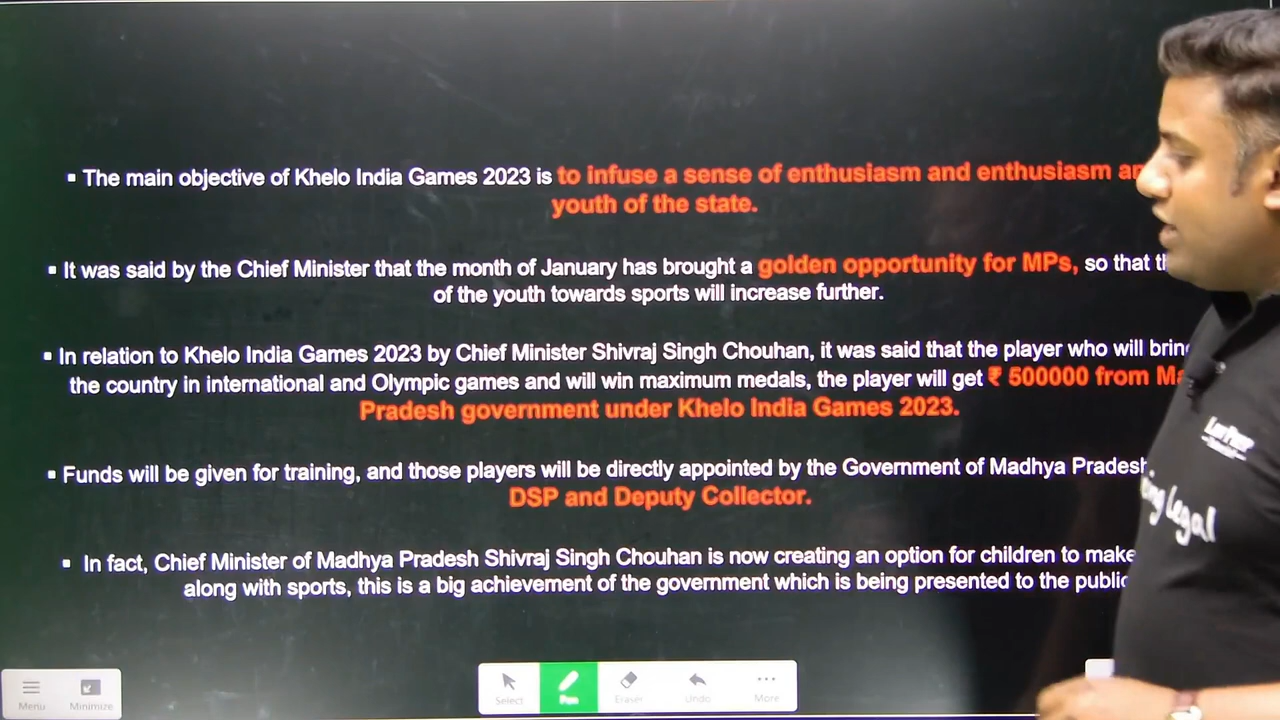 ▪ The main objective of Khelo India Games 2023 is to infuse a sense of enthusiasm and enthusiasm
youth of the state.
▪ It was said by the Chief Minister that the month of January has brought a golden opportunity for MPs, so that
of the youth towards sports will increase further.
▪ In relation to Khelo India Games 2023 by Chief Minister Shivraj Singh Chouhan, it was said that the player who will
the country in international and Olympic games and will win maximum medals, the player will get ₹ 500000 from
Pradesh government under Khelo India Games 2023.
▪ Funds will be given for training, and those players will be directly appointed by the Government of Madhya Pradesh
DSP and Deputy Collector.
▪ In fact, Chief Minister of Madhya Pradesh Shivraj Singh Chouhan is now creating an option for children to make
along with sports, this is a big achievement of the government which is being presented to the public
Legal
Menu
Minimize
Select
Pen
Eraser
Undo
More